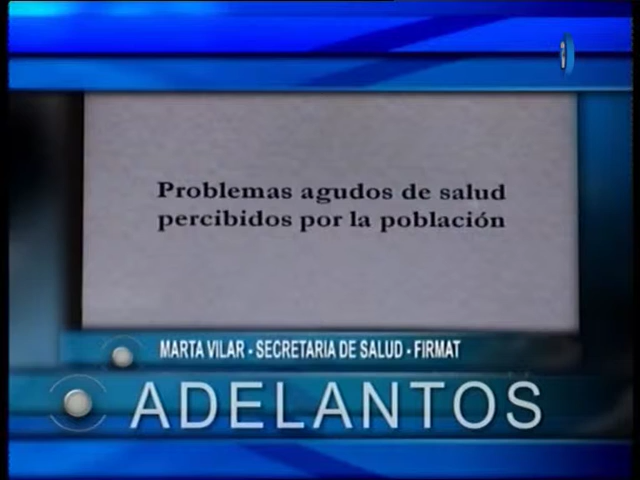 Problemas agudos de salud
percibidos por la población
MARTA VILAR - SECRETARIA DE SALUD - FIRMAT
ADELANTOS